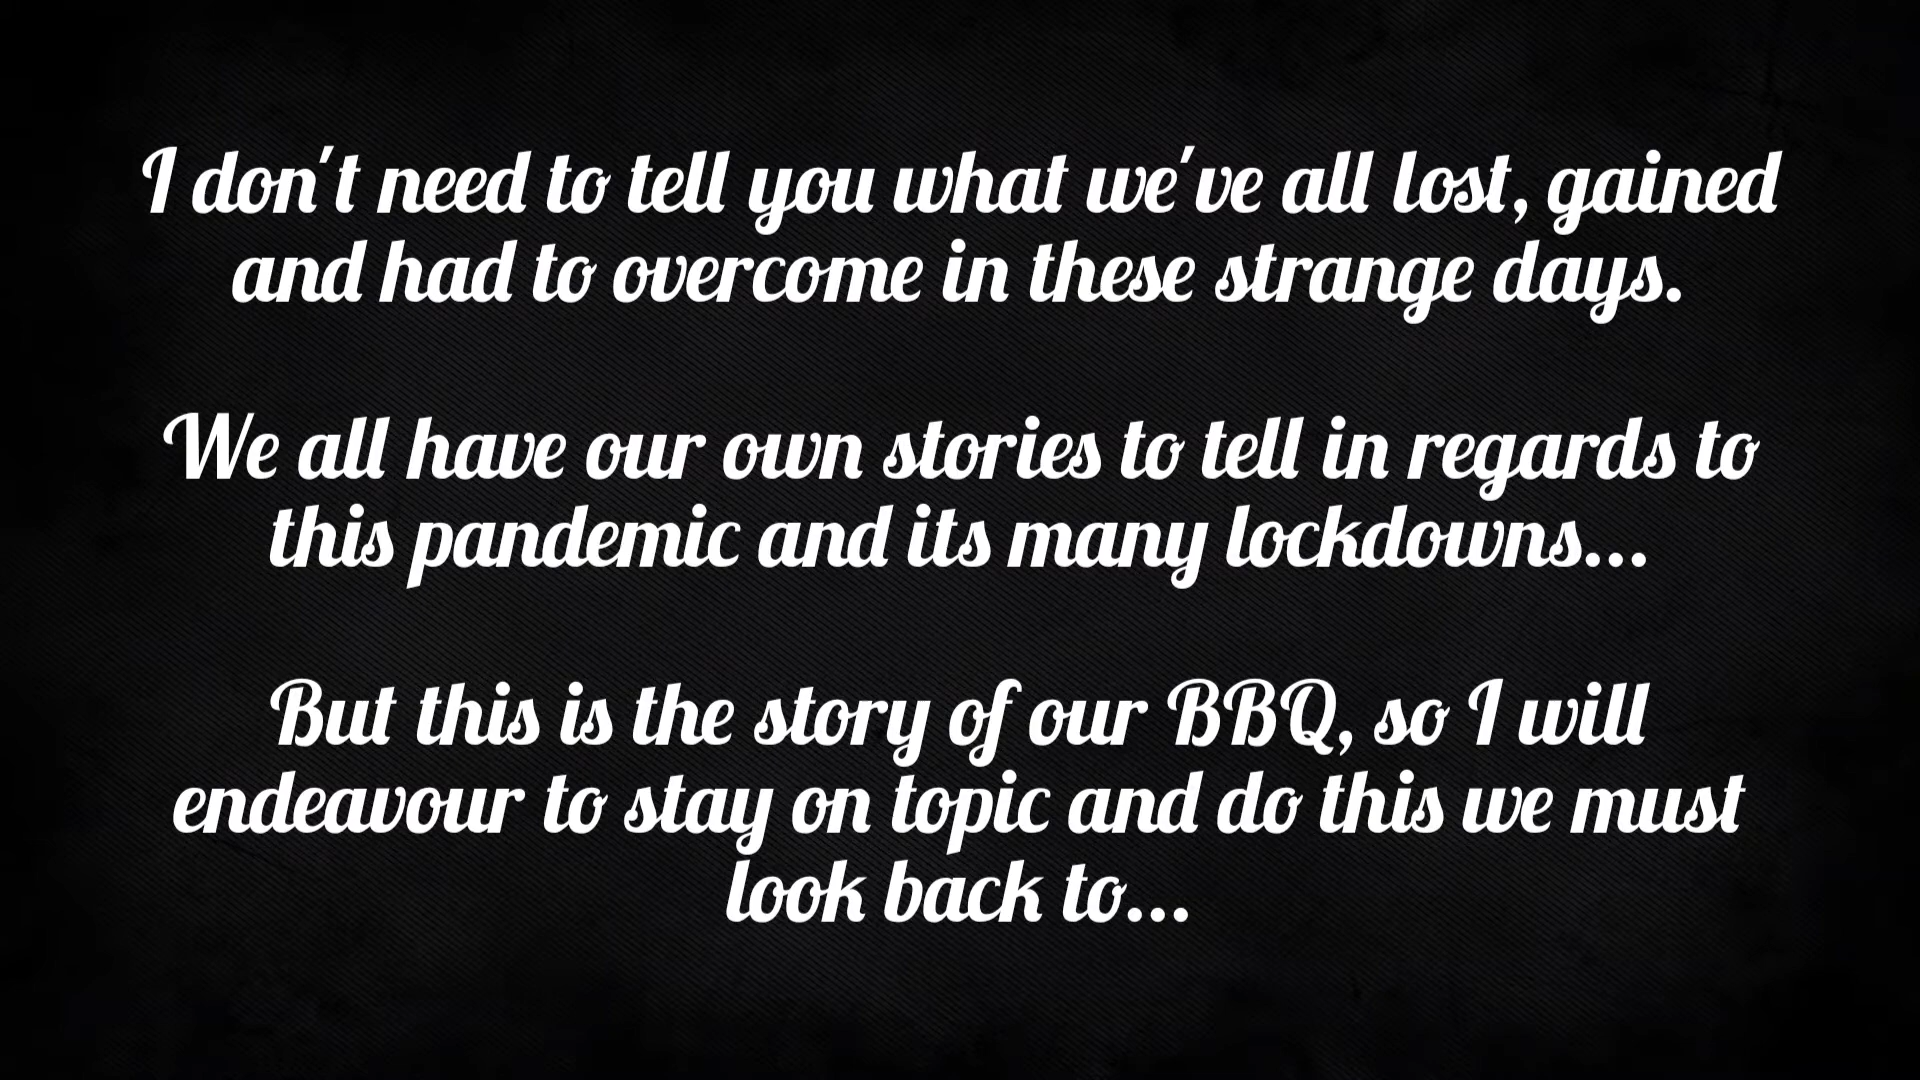 I don't need to tell you what we've all lost, gained
and had to overcome in these strange days.
We all have our own stories to tell in regards to
this pandemic and its many lockdowns...
But this is the story of our BBQ, so I will
endeavour to stay on topic and do this we must
look back to...